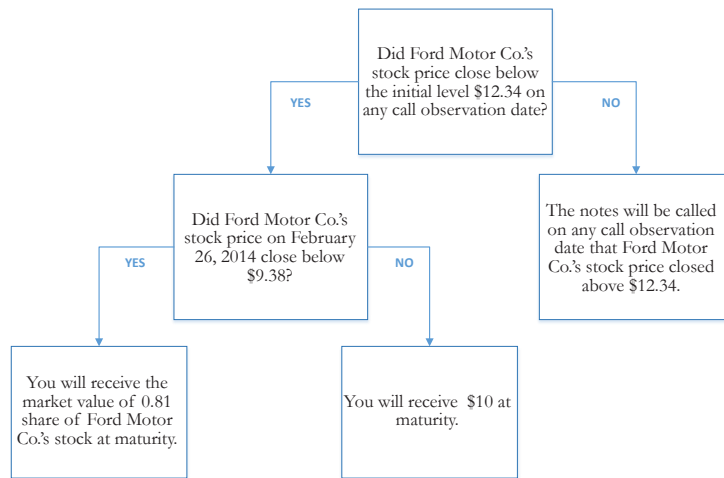 Did Ford Motor Co.'s
stock price close below
the initial level $12.34 on
any call observation date?
YES
NO
Did Ford Motor Co.'s
stock price on February
26, 2014 close below
$9.38?
The notes will be called
on any call observation
date that Ford Motor
Co.'s stock price closed
above $12.34.
YES
NO
You will receive the
market value of 0.81
share of Ford Motor
Co.'s stock at maturity.
You will receive $10 at
maturity.